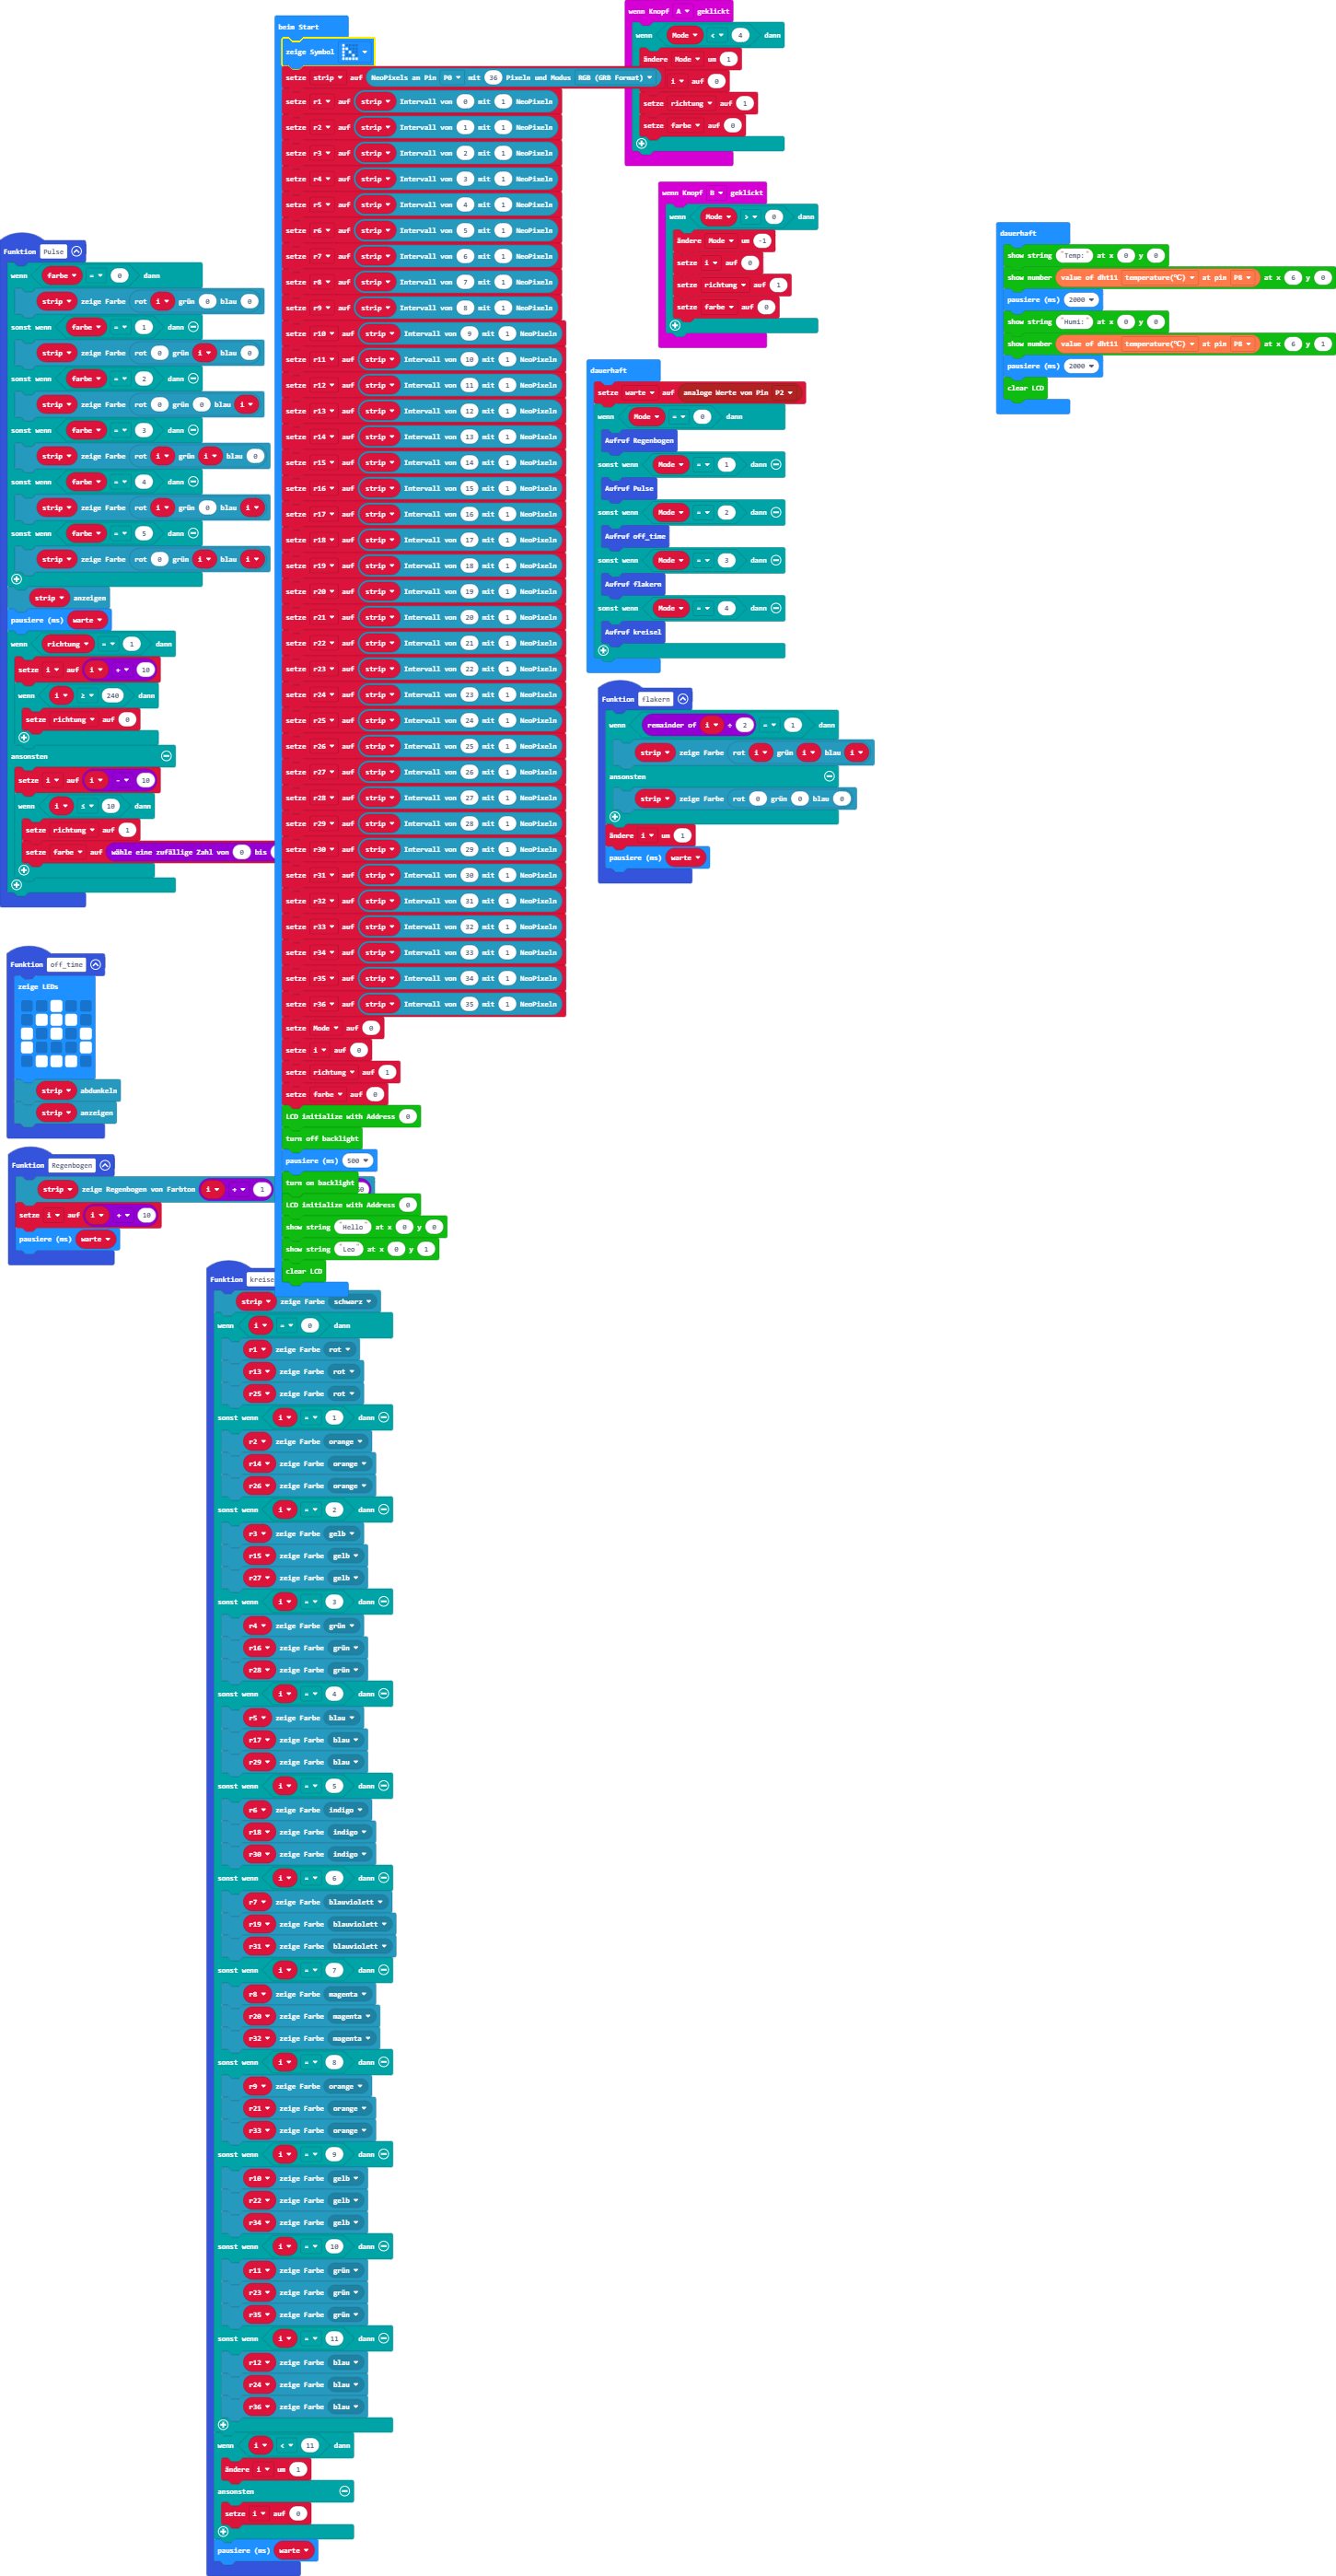 Funktion Pulse
wenn farbe = 0 dann
strip zeige Farbe rot i grün 0 blau 0
sonst wenn farbe = 1 dann
strip zeige Farbe rot 0 grün i blau 0
sonst wenn farbe = 2 dann
strip zeige Farbe rot 0 grün 0 blau i
sonst wenn farbe = 3 dann
strip zeige Farbe rot i grün i blau 0
sonst wenn farbe = 4 dann
strip zeige Farbe rot i grün 0 blau i
sonst wenn farbe = 5 dann
strip zeige Farbe rot 0 grün i blau i
strip anzeigen
pausiere (ms) warte
wenn richtung = 1 dann
setze i auf i + 10
wenn i ≥ 240 dann
setze richtung auf 0
ansonsten
setze i auf i - 10
wenn i ≤ 10 dann
setze richtung auf 1
setze farbe auf wähle eine zufällige Zahl von 0 bis
Funktion off_time
zeige LEDs
strip abdunkeln
strip anzeigen
Funktion Regenbogen
strip zeige Regenbogen von Farbton i + 1
setze i auf i + 10
pausiere (ms) warte
beim Start
zeige Symbol
setze strip auf NeoPixels an Pin P0 mit 36 Pixeln und Modus RGB (GRB Format)
setze r1 auf strip Intervall von 0 mit 1 NeoPixeln
setze r2 auf strip Intervall von 1 mit 1 NeoPixeln
setze r3 auf strip Intervall von 2 mit 1 NeoPixeln
setze r4 auf strip Intervall von 3 mit 1 NeoPixeln
setze r5 auf strip Intervall von 4 mit 1 NeoPixeln
setze r6 auf strip Intervall von 5 mit 1 NeoPixeln
setze r7 auf strip Intervall von 6 mit 1 NeoPixeln
setze r8 auf strip Intervall von 7 mit 1 NeoPixeln
setze r9 auf strip Intervall von 8 mit 1 NeoPixeln
setze r10 auf strip Intervall von 9 mit 1 NeoPixeln
setze r11 auf strip Intervall von 10 mit 1 NeoPixeln
setze r12 auf strip Intervall von 11 mit 1 NeoPixeln
setze r13 auf strip Intervall von 12 mit 1 NeoPixeln
setze r14 auf strip Intervall von 13 mit 1 NeoPixeln
setze r15 auf strip Intervall von 14 mit 1 NeoPixeln
setze r16 auf strip Intervall von 15 mit 1 NeoPixeln
setze r17 auf strip Intervall von 16 mit 1 NeoPixeln
setze r18 auf strip Intervall von 17 mit 1 NeoPixeln
setze r19 auf strip Intervall von 18 mit 1 NeoPixeln
setze r20 auf strip Intervall von 19 mit 1 NeoPixeln
setze r21 auf strip Intervall von 20 mit 1 NeoPixeln
setze r22 auf strip Intervall von 21 mit 1 NeoPixeln
setze r23 auf strip Intervall von 22 mit 1 NeoPixeln
setze r24 auf strip Intervall von 23 mit 1 NeoPixeln
setze r25 auf strip Intervall von 24 mit 1 NeoPixeln
setze r26 auf strip Intervall von 25 mit 1 NeoPixeln
setze r27 auf strip Intervall von 26 mit 1 NeoPixeln
setze r28 auf strip Intervall von 27 mit 1 NeoPixeln
setze r29 auf strip Intervall von 28 mit 1 NeoPixeln
setze r30 auf strip Intervall von 29 mit 1 NeoPixeln
setze r31 auf strip Intervall von 30 mit 1 NeoPixeln
setze r32 auf strip Intervall von 31 mit 1 NeoPixeln
setze r33 auf strip Intervall von 32 mit 1 NeoPixeln
setze r34 auf strip Intervall von 33 mit 1 NeoPixeln
setze r35 auf strip Intervall von 34 mit 1 NeoPixeln
setze r36 auf strip Intervall von 35 mit 1 NeoPixeln
setze Mode auf 0
setze i auf 0
setze richtung auf 1
setze farbe auf 0
LCD initialize with Address 0
turn off backlight
pausiere (ms) 500
turn on backlight
LCD initialize with Address 0
show string "Hello" at x 0 y 0
show string "Leo" at x 0 y 1
clear LCD
Funktion kreise
strip zeige Farbe schwarz
wenn i = 0 dann
r1 zeige Farbe rot
r13 zeige Farbe rot
r25 zeige Farbe rot
sonst wenn i = 1 dann
r2 zeige Farbe orange
r14 zeige Farbe orange
r26 zeige Farbe orange
sonst wenn i = 2 dann
r3 zeige Farbe gelb
r15 zeige Farbe gelb
r27 zeige Farbe gelb
sonst wenn i = 3 dann
r4 zeige Farbe grün
r16 zeige Farbe grün
r28 zeige Farbe grün
sonst wenn i = 4 dann
r5 zeige Farbe blau
r17 zeige Farbe blau
r29 zeige Farbe blau
sonst wenn i = 5 dann
r6 zeige Farbe indigo
r18 zeige Farbe indigo
r30 zeige Farbe indigo
sonst wenn i = 6 dann
r7 zeige Farbe blauviolett
r19 zeige Farbe blauviolett
r31 zeige Farbe blauviolett
sonst wenn i = 7 dann
r8 zeige Farbe magenta
r20 zeige Farbe magenta
r32 zeige Farbe magenta
sonst wenn i = 8 dann
r9 zeige Farbe orange
r21 zeige Farbe orange
r33 zeige Farbe orange
sonst wenn i = 9 dann
r10 zeige Farbe gelb
r22 zeige Farbe gelb
r34 zeige Farbe gelb
sonst wenn i = 10 dann
r11 zeige Farbe grün
r23 zeige Farbe grün
r35 zeige Farbe grün
sonst wenn i = 11 dann
r12 zeige Farbe blau
r24 zeige Farbe blau
r36 zeige Farbe blau
wenn i < 11 dann
ändere i um 1
ansonsten
setze i auf 0
pausiere (ms) warte
wenn Knopf A geklickt
wenn Mode < 4 dann
ändere Mode um 1
i auf 0
setze richtung auf 1
setze farbe auf 0
wenn Knopf B geklickt
wenn Mode > 0 dann
ändere Mode um -1
setze i auf 0
setze richtung auf 1
setze farbe auf 0
dauerhaft
setze warte auf analoge Werte von Pin P2
wenn Mode = 0 dann
Aufruf Regenbogen
sonst wenn Mode = 1 dann
Aufruf Pulse
sonst wenn Mode = 2 dann
Aufruf off_time
sonst wenn Mode = 3 dann
Aufruf flakern
sonst wenn Mode = 4 dann
Aufruf kreisel
Funktion flakern
wenn remainder of i ÷ 2 = 1 dann
strip zeige Farbe rot i grün i blau i
ansonsten
strip zeige Farbe rot 0 grün 0 blau 0
ändere i um 1
pausiere (ms) warte
dauerhaft
show string "Temp:" at x 0 y 0
show number value of dht11 temperature(℃) at pin P8 at x 6 y 0
pausiere (ms) 2000
show string "Humi:" at x 0 y 0
show number value of dht11 temperature(℃) at pin P8 at x 6 y 1
pausiere (ms) 2000
clear LCD